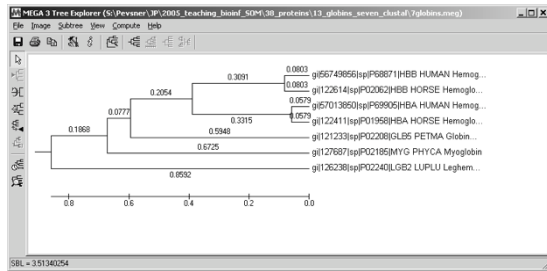 MEGA 3 Tree Explorer (S:\Pevsner\JP\2005_teaching_bioinf_SOM\38_proteins\13_globins_seven_clustal\7globins.meg)
File Image Subtree View Compute Help
0.3091
0.0803
gi|56749856|sp|P68871|HBB HUMAN Hemog...
0.0803
gi|122614|sp|P02062|HBB HORSE Hemoglo...
0.2054
0.0579
gi|57013850|sp|P69905|HBA HUMAN Hemog...
0.0777
0.3315
0.0579
gi|122411|sp|P01958|HBA HORSE Hemoglo...
0.1868
0.5948
gi|121233|sp|P02208|GLB5 PETMA Globin...
0.6725
gi|127687|sp|P02185|MYG PHYCA Myoglobin
0.8592
gi|126238|sp|P02240|LGB2 LUPLU Leghem...
0.8 0.6 0.4 0.2 0.0
SBL = 3.51340254